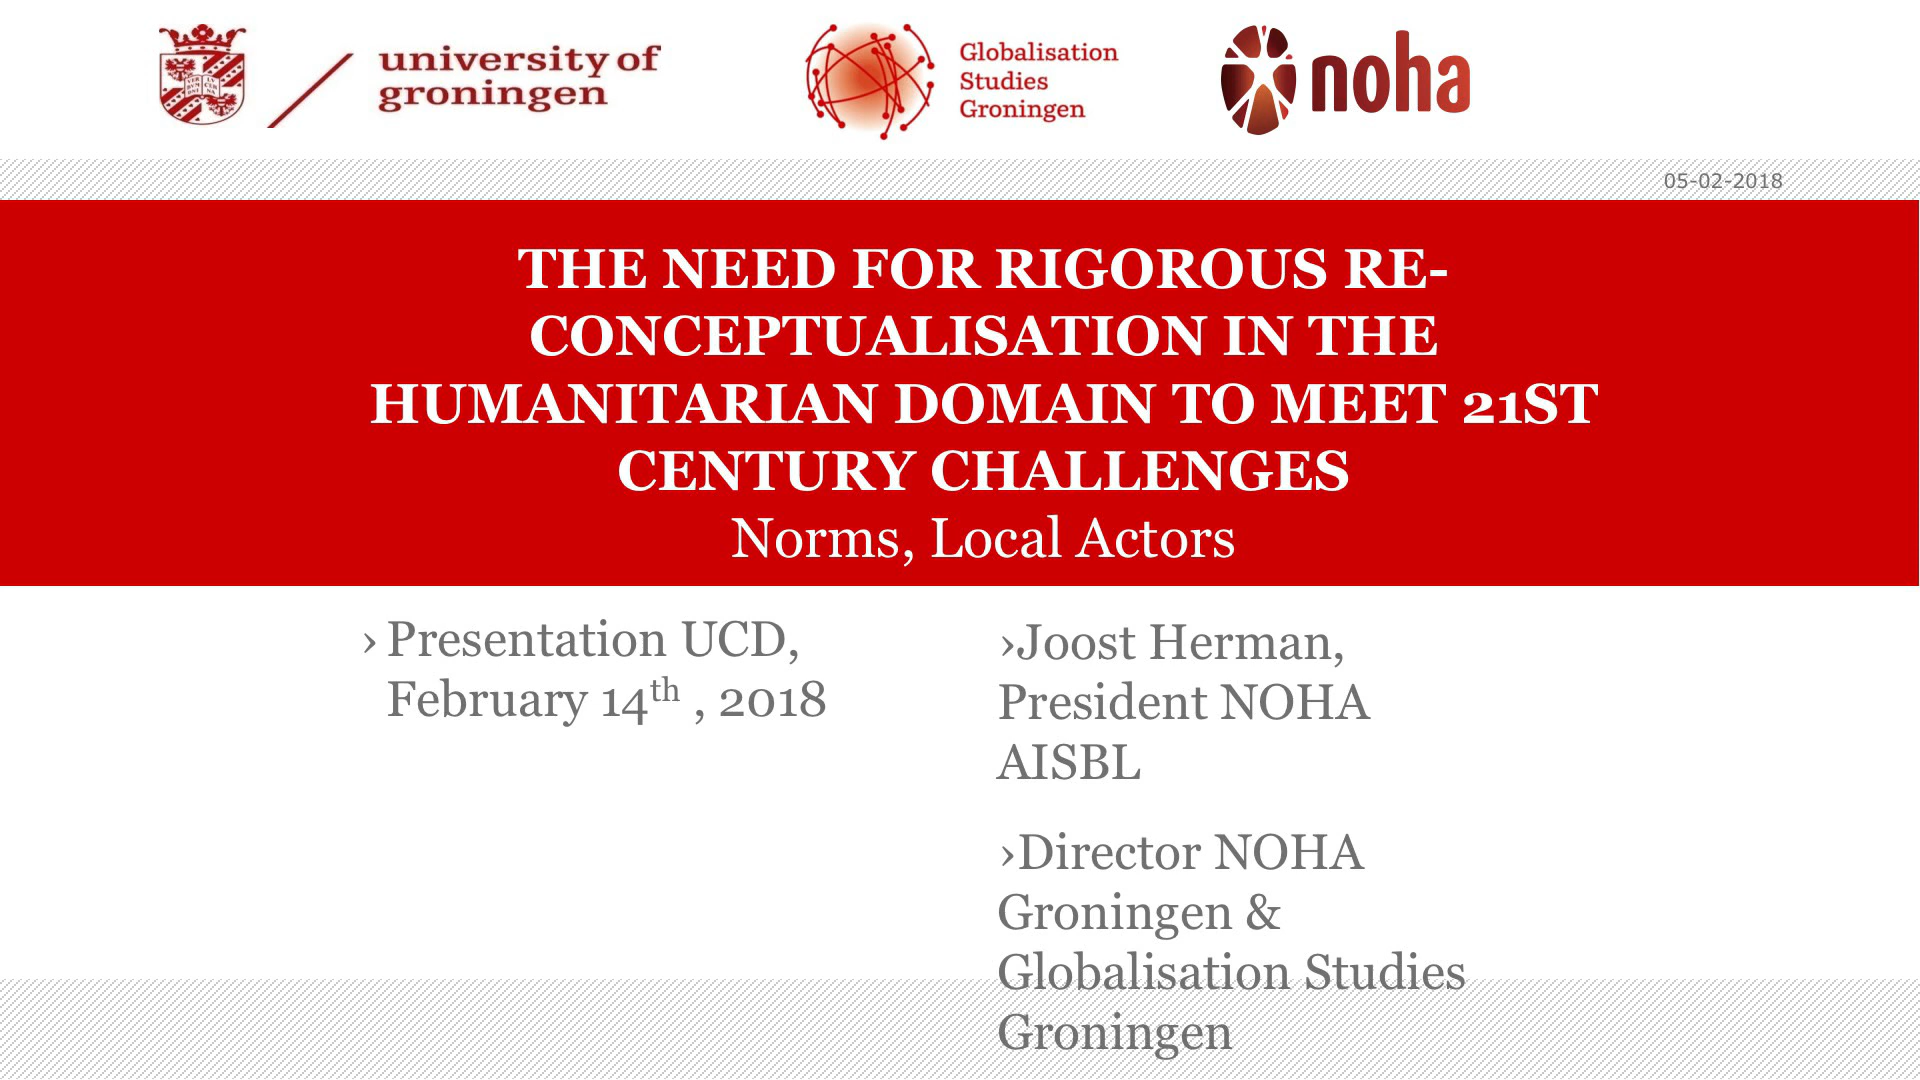 university of
groningen
Globalisation
Studies
Groningen
noha
05-02-2018
THE NEED FOR RIGOROUS RE-
CONCEPTUALISATION IN THE
HUMANITARIAN DOMAIN TO MEET 21ST
CENTURY CHALLENGES
Norms, Local Actors
› Presentation UCD,
February 14th , 2018
›Joost Herman,
President NOHA
AISBL
›Director NOHA
Groningen &
Globalisation Studies
Groningen